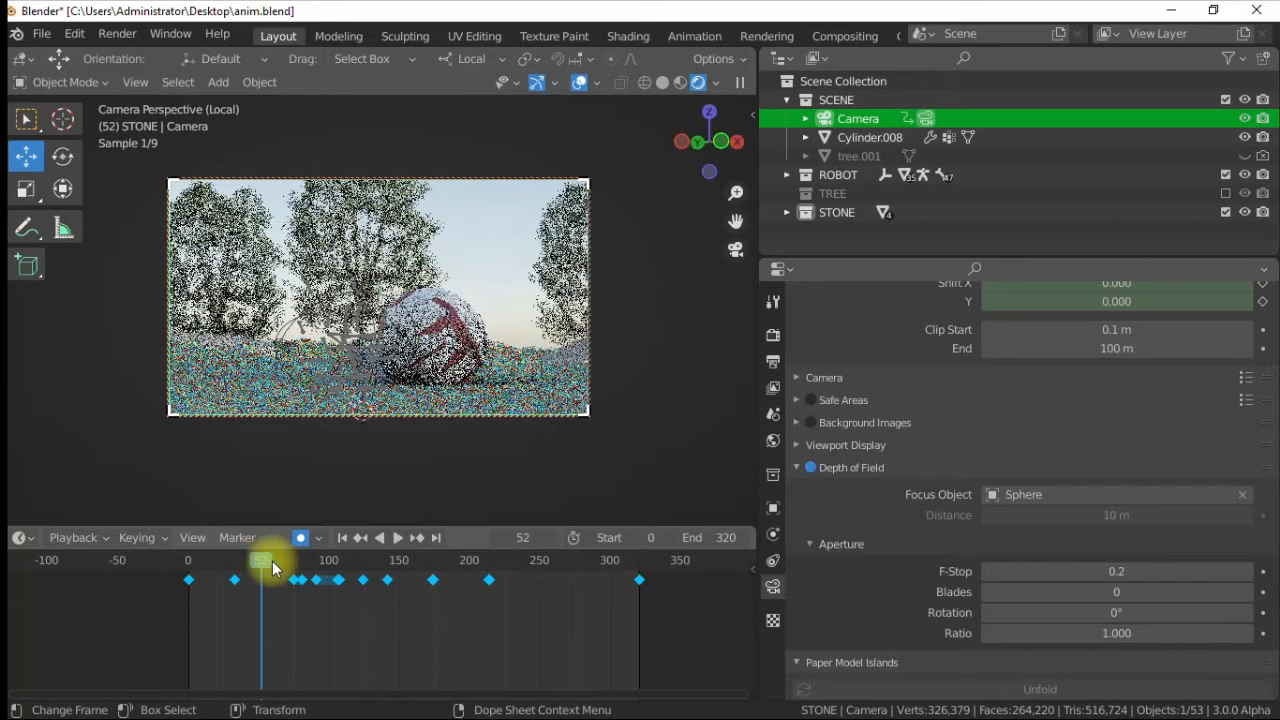 Blender* [C:\Users\Administrator\Desktop\anim.blend]
File Edit Render Window Help Layout Modeling Sculpting UV Editing Texture Paint Shading Animation Rendering Compositing Scene View Layer
Orientation: Default Drag: Select Box Local Options
Object Mode View Select Add Object
Camera Perspective (Local)
(52) STONE | Camera
Sample 1/9
Z
Y
X
Scene Collection
SCENE
Camera
Cylinder.008
tree.001
ROBOT 35 47
TREE
STONE 4
Shift X 0.000
Y 0.000
Clip Start 0.1 m
End 100 m
Camera
Safe Areas
Background Images
Viewport Display
Depth of Field
Focus Object Sphere
Distance 10 m
Aperture
F-Stop 0.2
Blades 0
Rotation 0°
Ratio 1.000
Paper Model Islands
Unfold
Playback Keying View Marker 52 Start 0 End 320
-100 -50 0 52 100 150 200 250 300 350
Change Frame Box Select Transform Dope Sheet Context Menu STONE | Camera | Verts:326,379 | Faces:264,220 | Tris:516,724 | Objects:1/53 | 3.0.0 Alpha